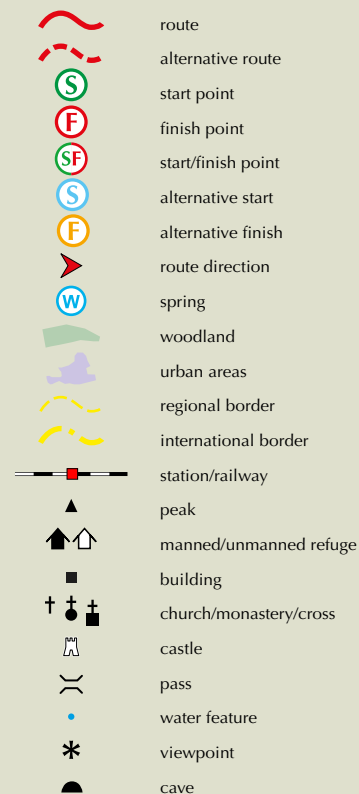 route
alternative route
S start point
F finish point
SF start/finish point
S alternative start
F alternative finish
route direction
W spring
woodland
urban areas
regional border
international border
station/railway
peak
manned/unmanned refuge
building
church/monastery/cross
castle
pass
water feature
viewpoint
cave